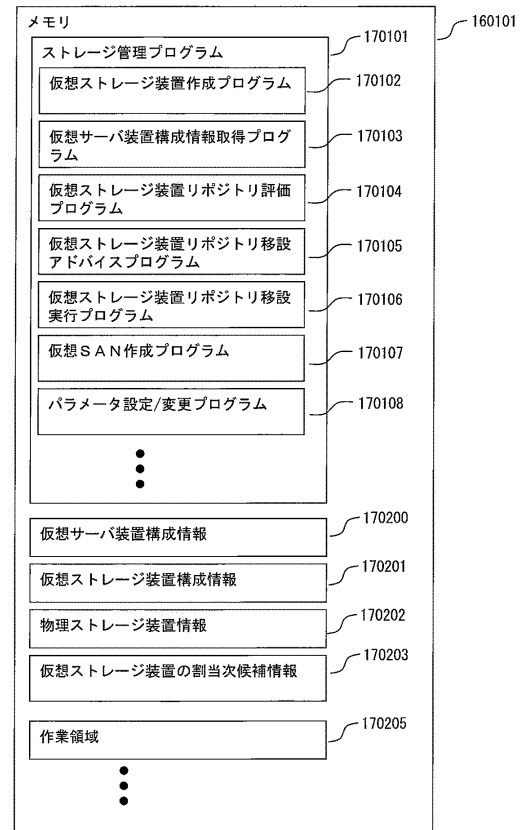 メモリ
160101
ストレージ管理プログラム
170101
仮想ストレージ装置作成プログラム
170102
仮想サーバ装置構成情報取得プログ
ラム
170103
仮想ストレージ装置リポジトリ評価
プログラム
170104
仮想ストレージ装置リポジトリ移設
アドバイスプログラム
170105
仮想ストレージ装置リポジトリ移設
実行プログラム
170106
仮想SAN作成プログラム
170107
パラメータ設定/変更プログラム
170108
仮想サーバ装置構成情報
170200
仮想ストレージ装置構成情報
170201
物理ストレージ装置情報
170202
仮想ストレージ装置の割当次候補情報
170203
作業領域
170205